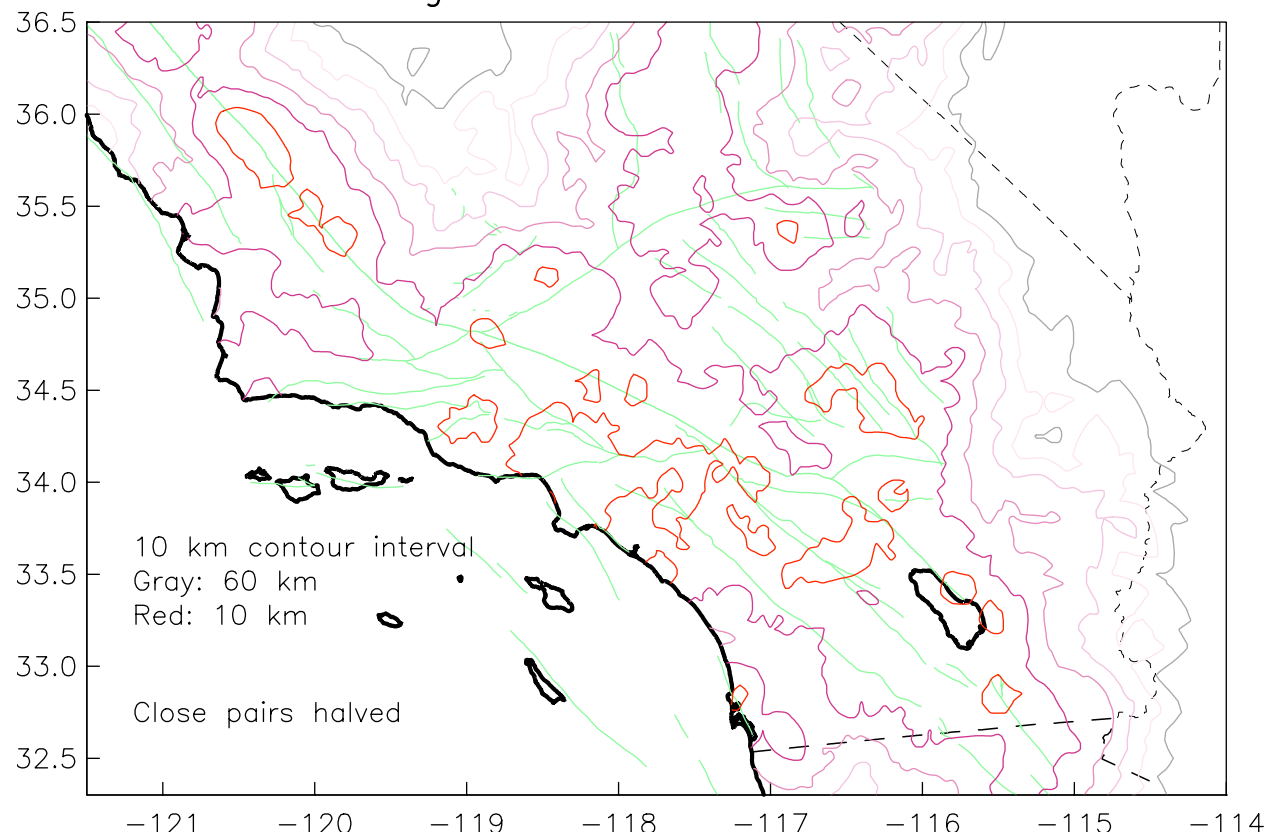 36.5
36.0
35.5
35.0
34.5
34.0
10 km contour interval
33.5
Gray: 60 km
Red: 10 km
33.0
Close pairs halved
32.5
−121 −120 −119 −118 −117 −116 −115 −114